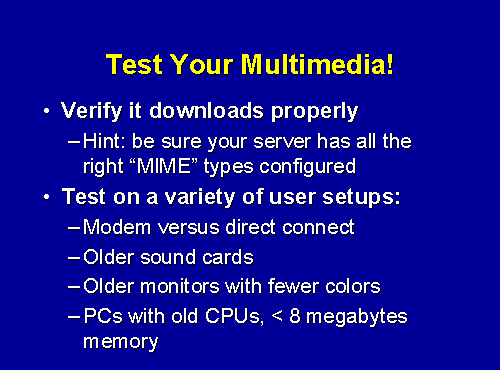 Test Your Multimedia!
• Verify it downloads properly
–Hint: be sure your server has all the
right “MIME” types configured
• Test on a variety of user setups:
–Modem versus direct connect
–Older sound cards
–Older monitors with fewer colors
–PCs with old CPUs, < 8 megabytes
memory